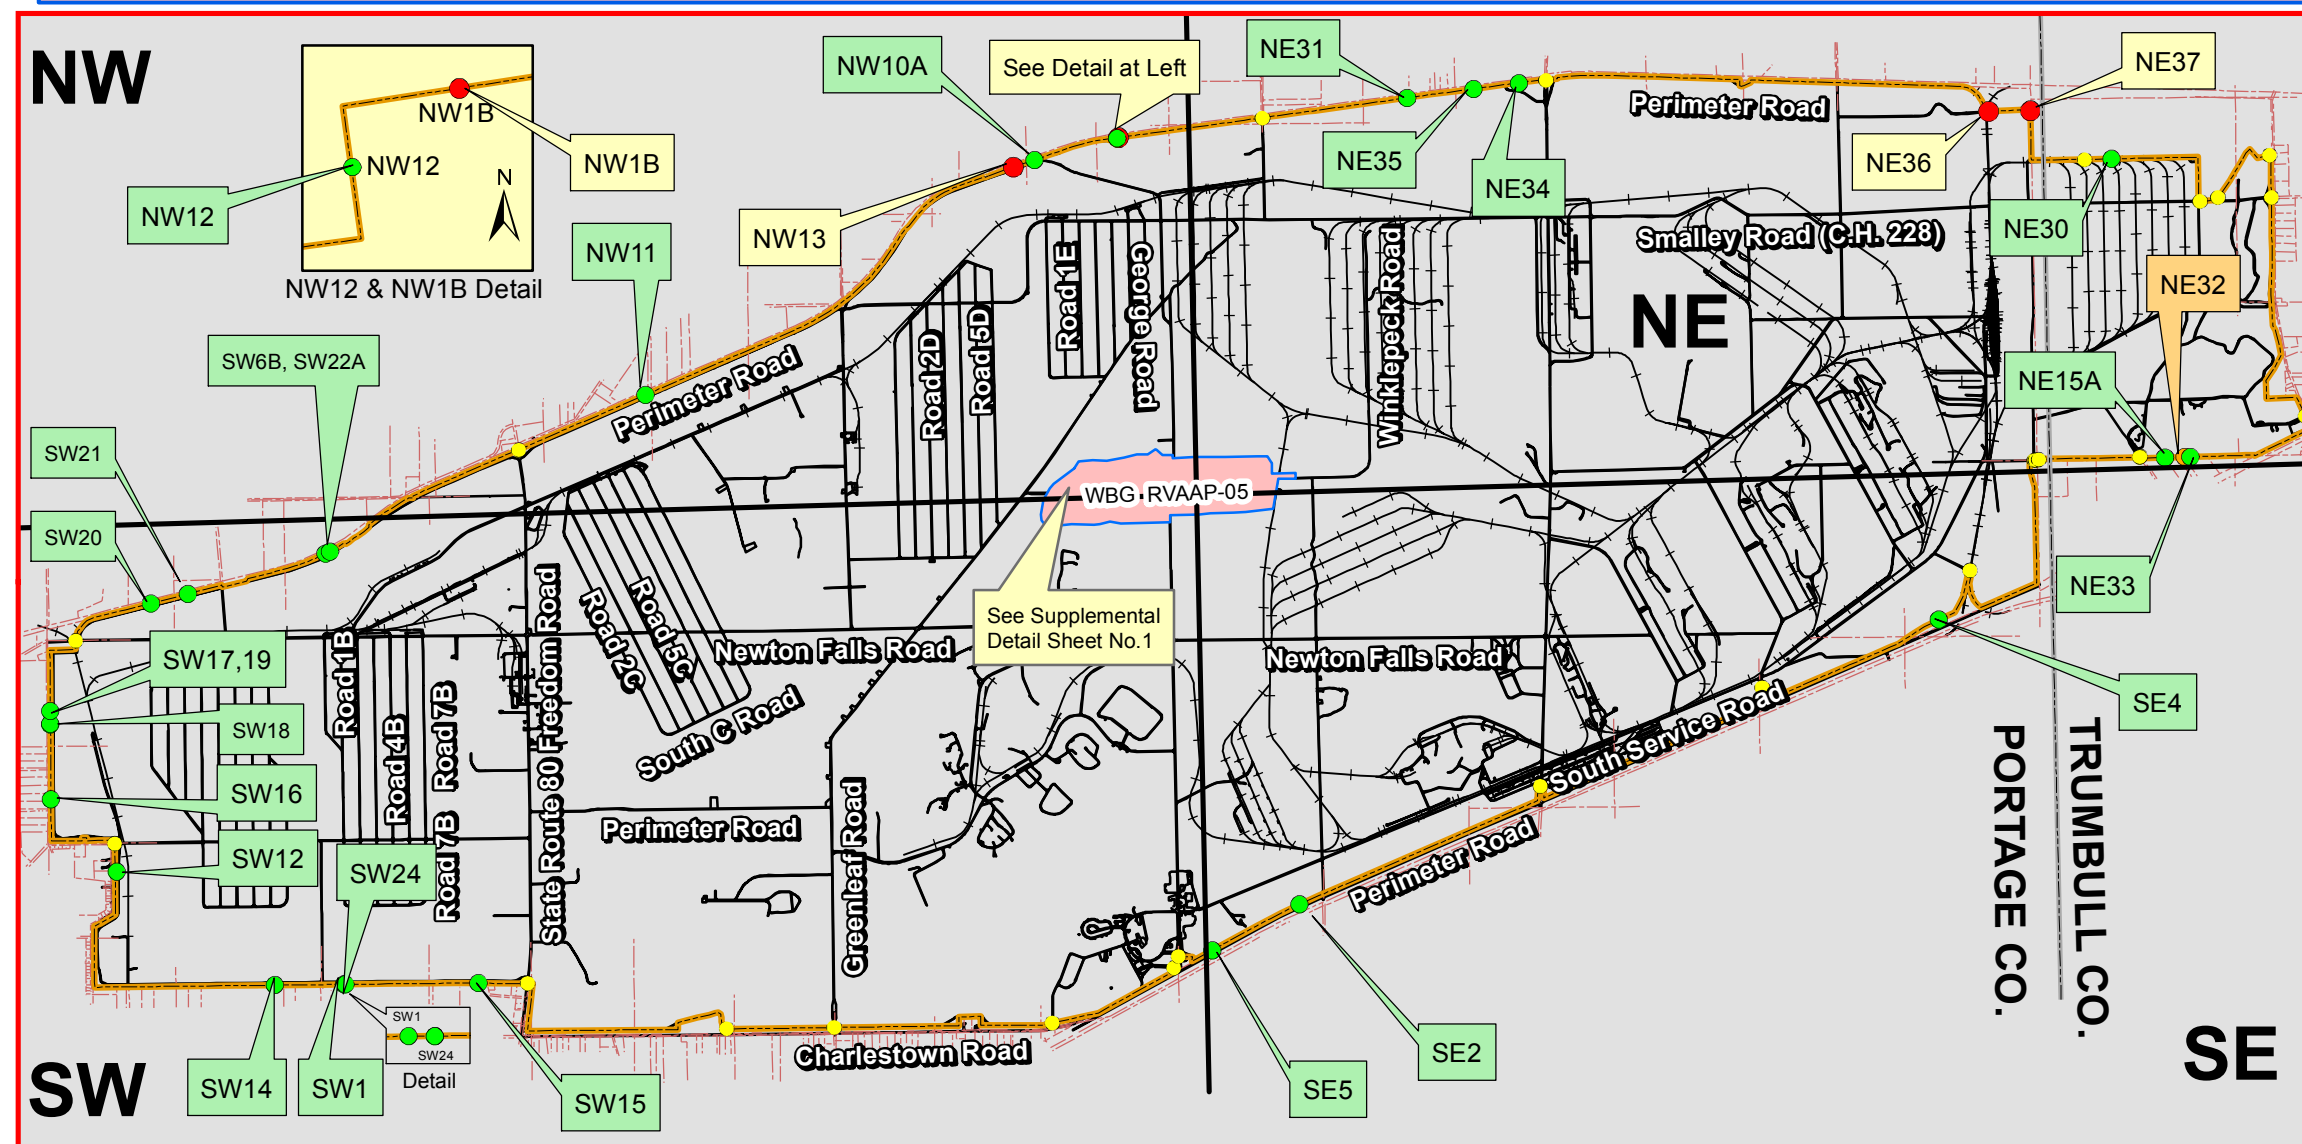 NW
NW10A
See Detail at Left
NE31
NE37
NW1B
NW1B
NW12
NW12
N
NW12 & NW1B Detail
NW11
NW13
NE35
NE34
Perimeter Road
NE36
NE30
Smalley Road (C.H. 228)
NE32
NE
NE15A
NE33
SW6B, SW22A
SW21
SW20
Perimeter Road
Road 2D
Road 5D
Road 1E
George Road
Winklepeck Road
WBG RVAAP-05
See Supplemental
Detail Sheet No.1
SW17,19
SW18
SW16
SW12
SW24
Road 1B
Road 4B
Road 7B
Road 7B
State Route 80 Freedom Road
Road 2C
Road 5C
South C Road
Newton Falls Road
Newton Falls Road
Perimeter Road
Greenleaf Road
South Service Road
Perimeter Road
SE4
PORTAGE CO.
TRUMBULL CO.
SW1
SW24
Detail
SW
SW14
SW1
SW15
Charlestown Road
SE5
SE2
SE